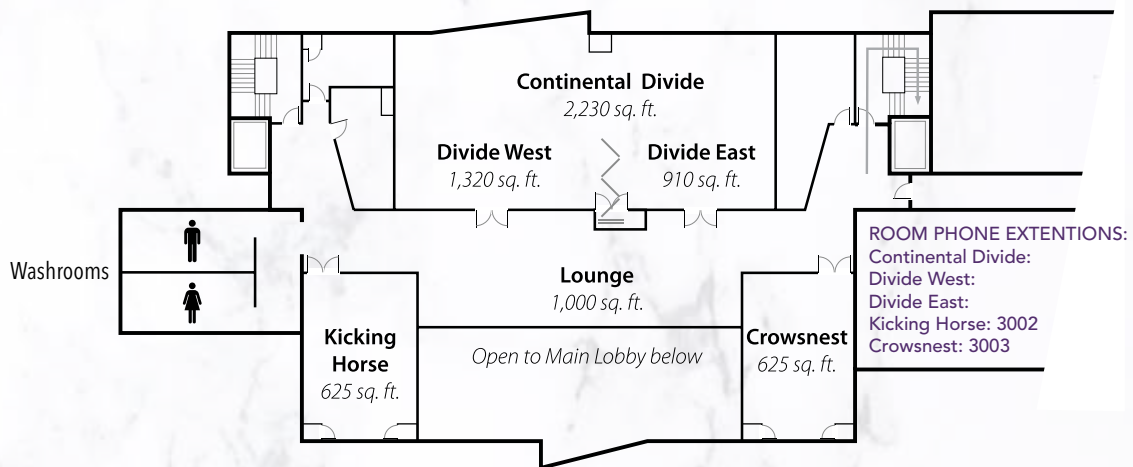 Continental Divide
2,230 sq. ft.
Divide West
1,320 sq. ft.
Divide East
910 sq. ft.
Washrooms
Lounge
1,000 sq. ft.
Kicking
Horse
625 sq. ft.
Open to Main Lobby below
Crowsnest
625 sq. ft.
ROOM PHONE EXTENTIONS:
Continental Divide:
Divide West:
Divide East:
Kicking Horse: 3002
Crowsnest: 3003